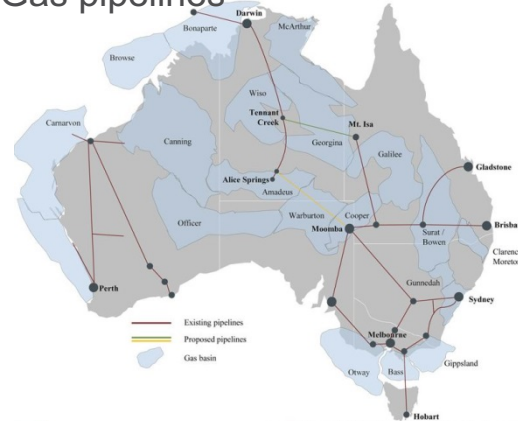 Gas pipelines
Darwin
Bonaparte
McArthur
Browse
Wiso
Carnarvon
Tennant
Creek
Mt. Isa
Canning
Georgina
Galilee
Gladstone
Alice Springs
Amadeus
Officer
Warburton
Cooper
Moomba
Surat /
Bowen
Brisba
Clarenc
Moreto
Gunnedah
Perth
Sydney
Existing pipelines
Proposed pipelines
Gas basin
Melbourne
Otway
Bass
Gippsland
Hobart